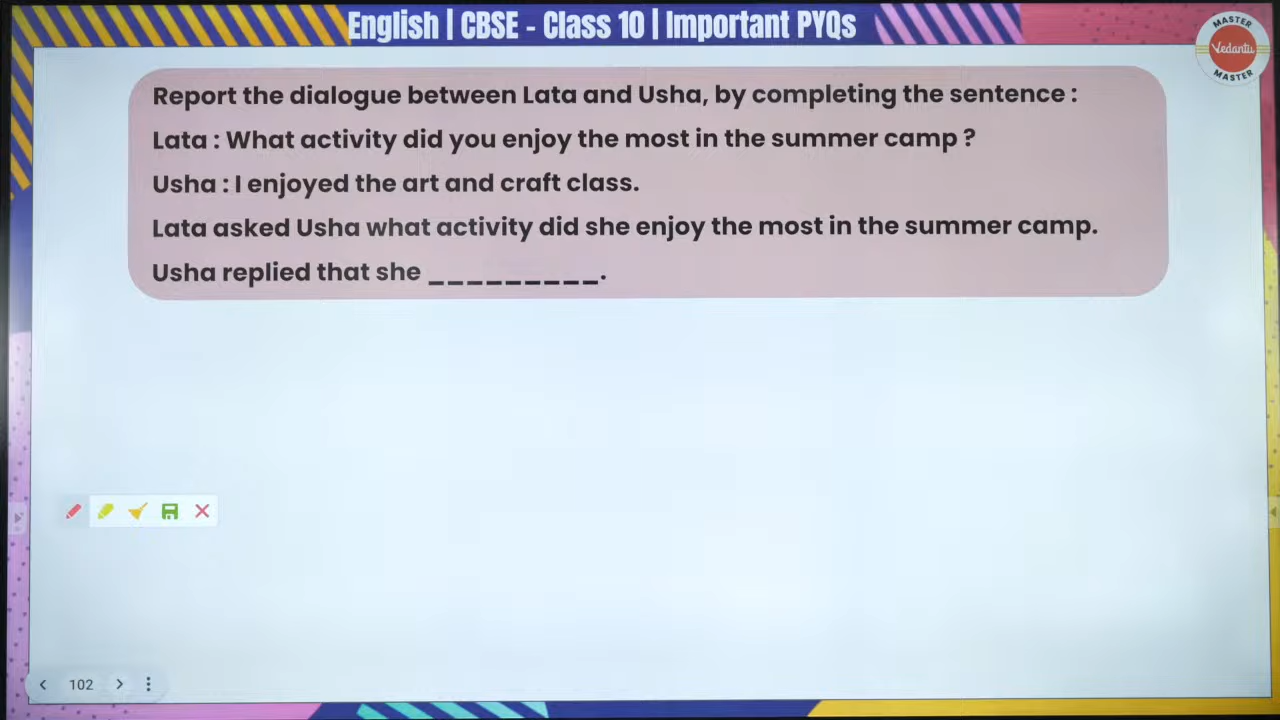 English | CBSE - Class 10 | Important PYQs
MASTER
Vedantu
MASTER
Report the dialogue between Lata and Usha, by completing the sentence :
Lata : What activity did you enjoy the most in the summer camp ?
Usha : I enjoyed the art and craft class.
Lata asked Usha what activity did she enjoy the most in the summer camp.
Usha replied that she _________.
102